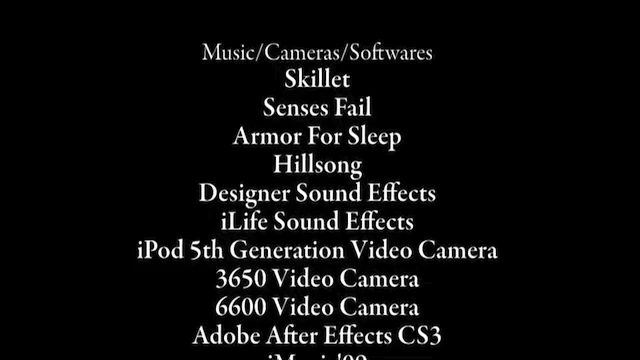 Music/Cameras/Softwares
Skillet
Senses Fail
Armor For Sleep
Hillsong
Designer Sound Effects
iLife Sound Effects
iPod 5th Generation Video Camera
3650 Video Camera
6600 Video Camera
Adobe After Effects CS3